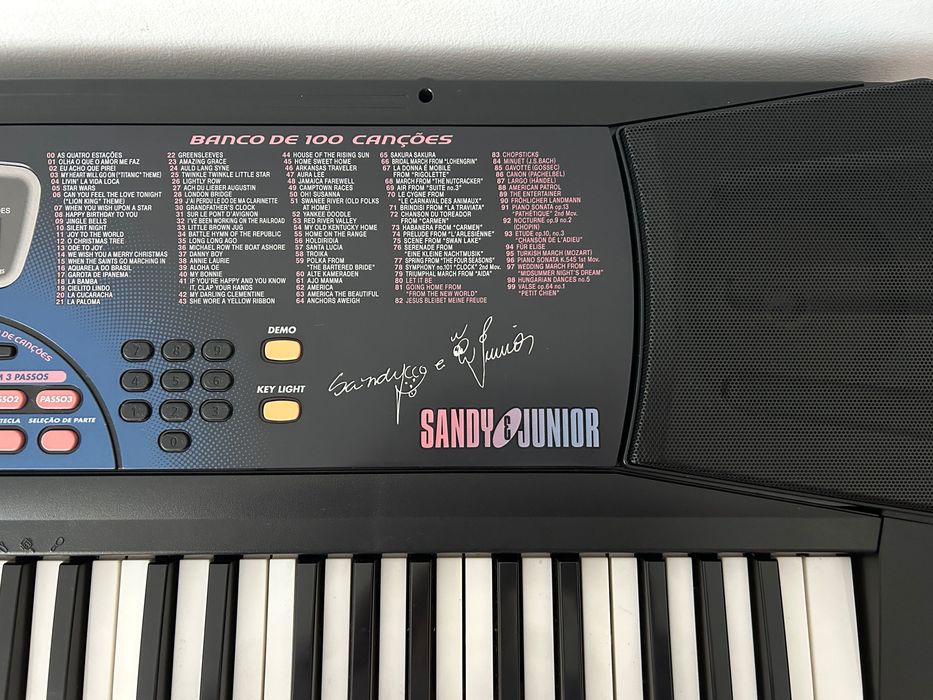 BANCO DE 100 CANÇÕES
00 AS QUATRO ESTAÇÕES
01 OLHA O QUE O AMOR ME FAZ
02 EU ACHO QUE PIREI
03 MY HEART WILL GO ON ("TITANIC" THEME)
04 LIVIN' LA VIDA LOCA
05 STAR WARS
06 CAN YOU FEEL THE LOVE TONIGHT
("LION KING" THEME)
07 WHEN YOU WISH UPON A STAR
08 HAPPY BIRTHDAY TO YOU
09 JINGLE BELLS
10 SILENT NIGHT
11 JOY TO THE WORLD
12 O CHRISTMAS TREE
13 ODE TO JOY
14 WE WISH YOU A MERRY CHRISTMAS
15 WHEN THE SAINTS GO MARCHING IN
16 AQUARELA DO BRASIL
17 GAROTA DE IPANEMA
18 LA BAMBA
19 CIELITO LINDO
20 LA CUCARACHA
21 LA PALOMA
22 GREENSLEEVES
23 AMAZING GRACE
24 AULD LANG SYNE
25 TWINKLE TWINKLE LITTLE STAR
26 LIGHTLY ROW
27 ACH DU LIEBER AUGUSTIN
28 LONDON BRIDGE
29 J'AI PERDU LE DO DE MA CLARINETTE
30 GRANDFATHER'S CLOCK
31 SUR LE PONT D'AVIGNON
32 I'VE BEEN WORKING ON THE RAILROAD
33 LITTLE BROWN JUG
34 BATTLE HYMN OF THE REPUBLIC
35 LONG LONG AGO
36 MICHAEL ROW THE BOAT ASHORE
37 DANNY BOY
38 ANNIE LAURIE
39 ALOHA OE
40 MY BONNIE
41 IF YOU'RE HAPPY AND YOU KNOW
IT, CLAP YOUR HANDS
42 MY DARLING CLEMENTINE
43 SHE WORE A YELLOW RIBBON
44 HOUSE OF THE RISING SUN
45 HOME SWEET HOME
46 ARKANSAS TRAVELER
47 AURA LEE
48 JAMAICA FAREWELL
49 CAMPTOWN RACES
50 OH! SUSANNA
51 SWANEE RIVER (OLD FOLKS
AT HOME)
52 YANKEE DOODLE
53 RED RIVER VALLEY
54 MY OLD KENTUCKY HOME
55 HOME ON THE RANGE
56 HOLDIRIDIA
57 SANTA LUCIA
58 TROIKA
59 POLKA FROM
"THE BARTERED BRIDE"
60 ALTE KAMERADEN
61 AJO MAMMA
62 AMERICA
63 AMERICA THE BEAUTIFUL
64 ANCHORS AWEIGH
65 SAKURA SAKURA
66 BRIDAL MARCH FROM "LOHENGRIN"
67 LA DONNA È MOBILE
FROM "RIGOLETTE"
68 MARCH FROM "THE NUTCRACKER"
69 AIR FROM "SUITE no.3"
70 LE CYGNE FROM
"LE CARNAVAL DES ANIMAUX"
71 BRINDISI FROM "LA TRAVIATA"
72 CHANSON DU TOREADOR
FROM "CARMEN"
73 HABANERA FROM "CARMEN"
74 PRELUDE FROM "L'ARLÉSIENNE"
75 SCENE FROM "SWAN LAKE"
76 SERENADE FROM
"EINE KLEINE NACHTMUSIK"
77 SPRING FROM "THE FOUR SEASONS"
78 SYMPHONY no.101 "CLOCK" 2nd Mov.
79 TRIUMPHAL MARCH FROM "AIDA"
80 LET IT BE
81 GOING HOME FROM
"FROM THE NEW WORLD"
82 JESUS BLEIBET MEINE FREUDE
83 CHOPSTICKS
84 MINUET (J.S.BACH)
85 GAVOTTE (GOSSEC)
86 CANON (PACHELBEL)
87 LARGO (HÄNDEL)
88 AMERICAN PATROL
89 THE ENTERTAINER
90 FRÖHLICHER LANDMANN
91 PIANO SONATA op.13
"PATHÉTIQUE" 2nd Mov.
92 NOCTURNE op.9 no.2
(CHOPIN)
93 ETUDE op.10, no.3
"CHANSON DE L'ADIEU"
94 FÜR ELISE
95 TURKISH MARCH (MOZART)
96 PIANO SONATA K.545 1st Mov.
97 WEDDING MARCH FROM
"MIDSUMMER NIGHT'S DREAM"
98 HUNGARIAN DANCES no.5
99 VALSE op.64 no.1
"PETIT CHIEN"
DE CANÇÕES
3 PASSOS
PASSO3
SELEÇÃO DE PARTE
7 8 9
4 5 6
1 2 3
0
DEMO
KEY LIGHT
Sandy e Junior
SANDY & JUNIOR